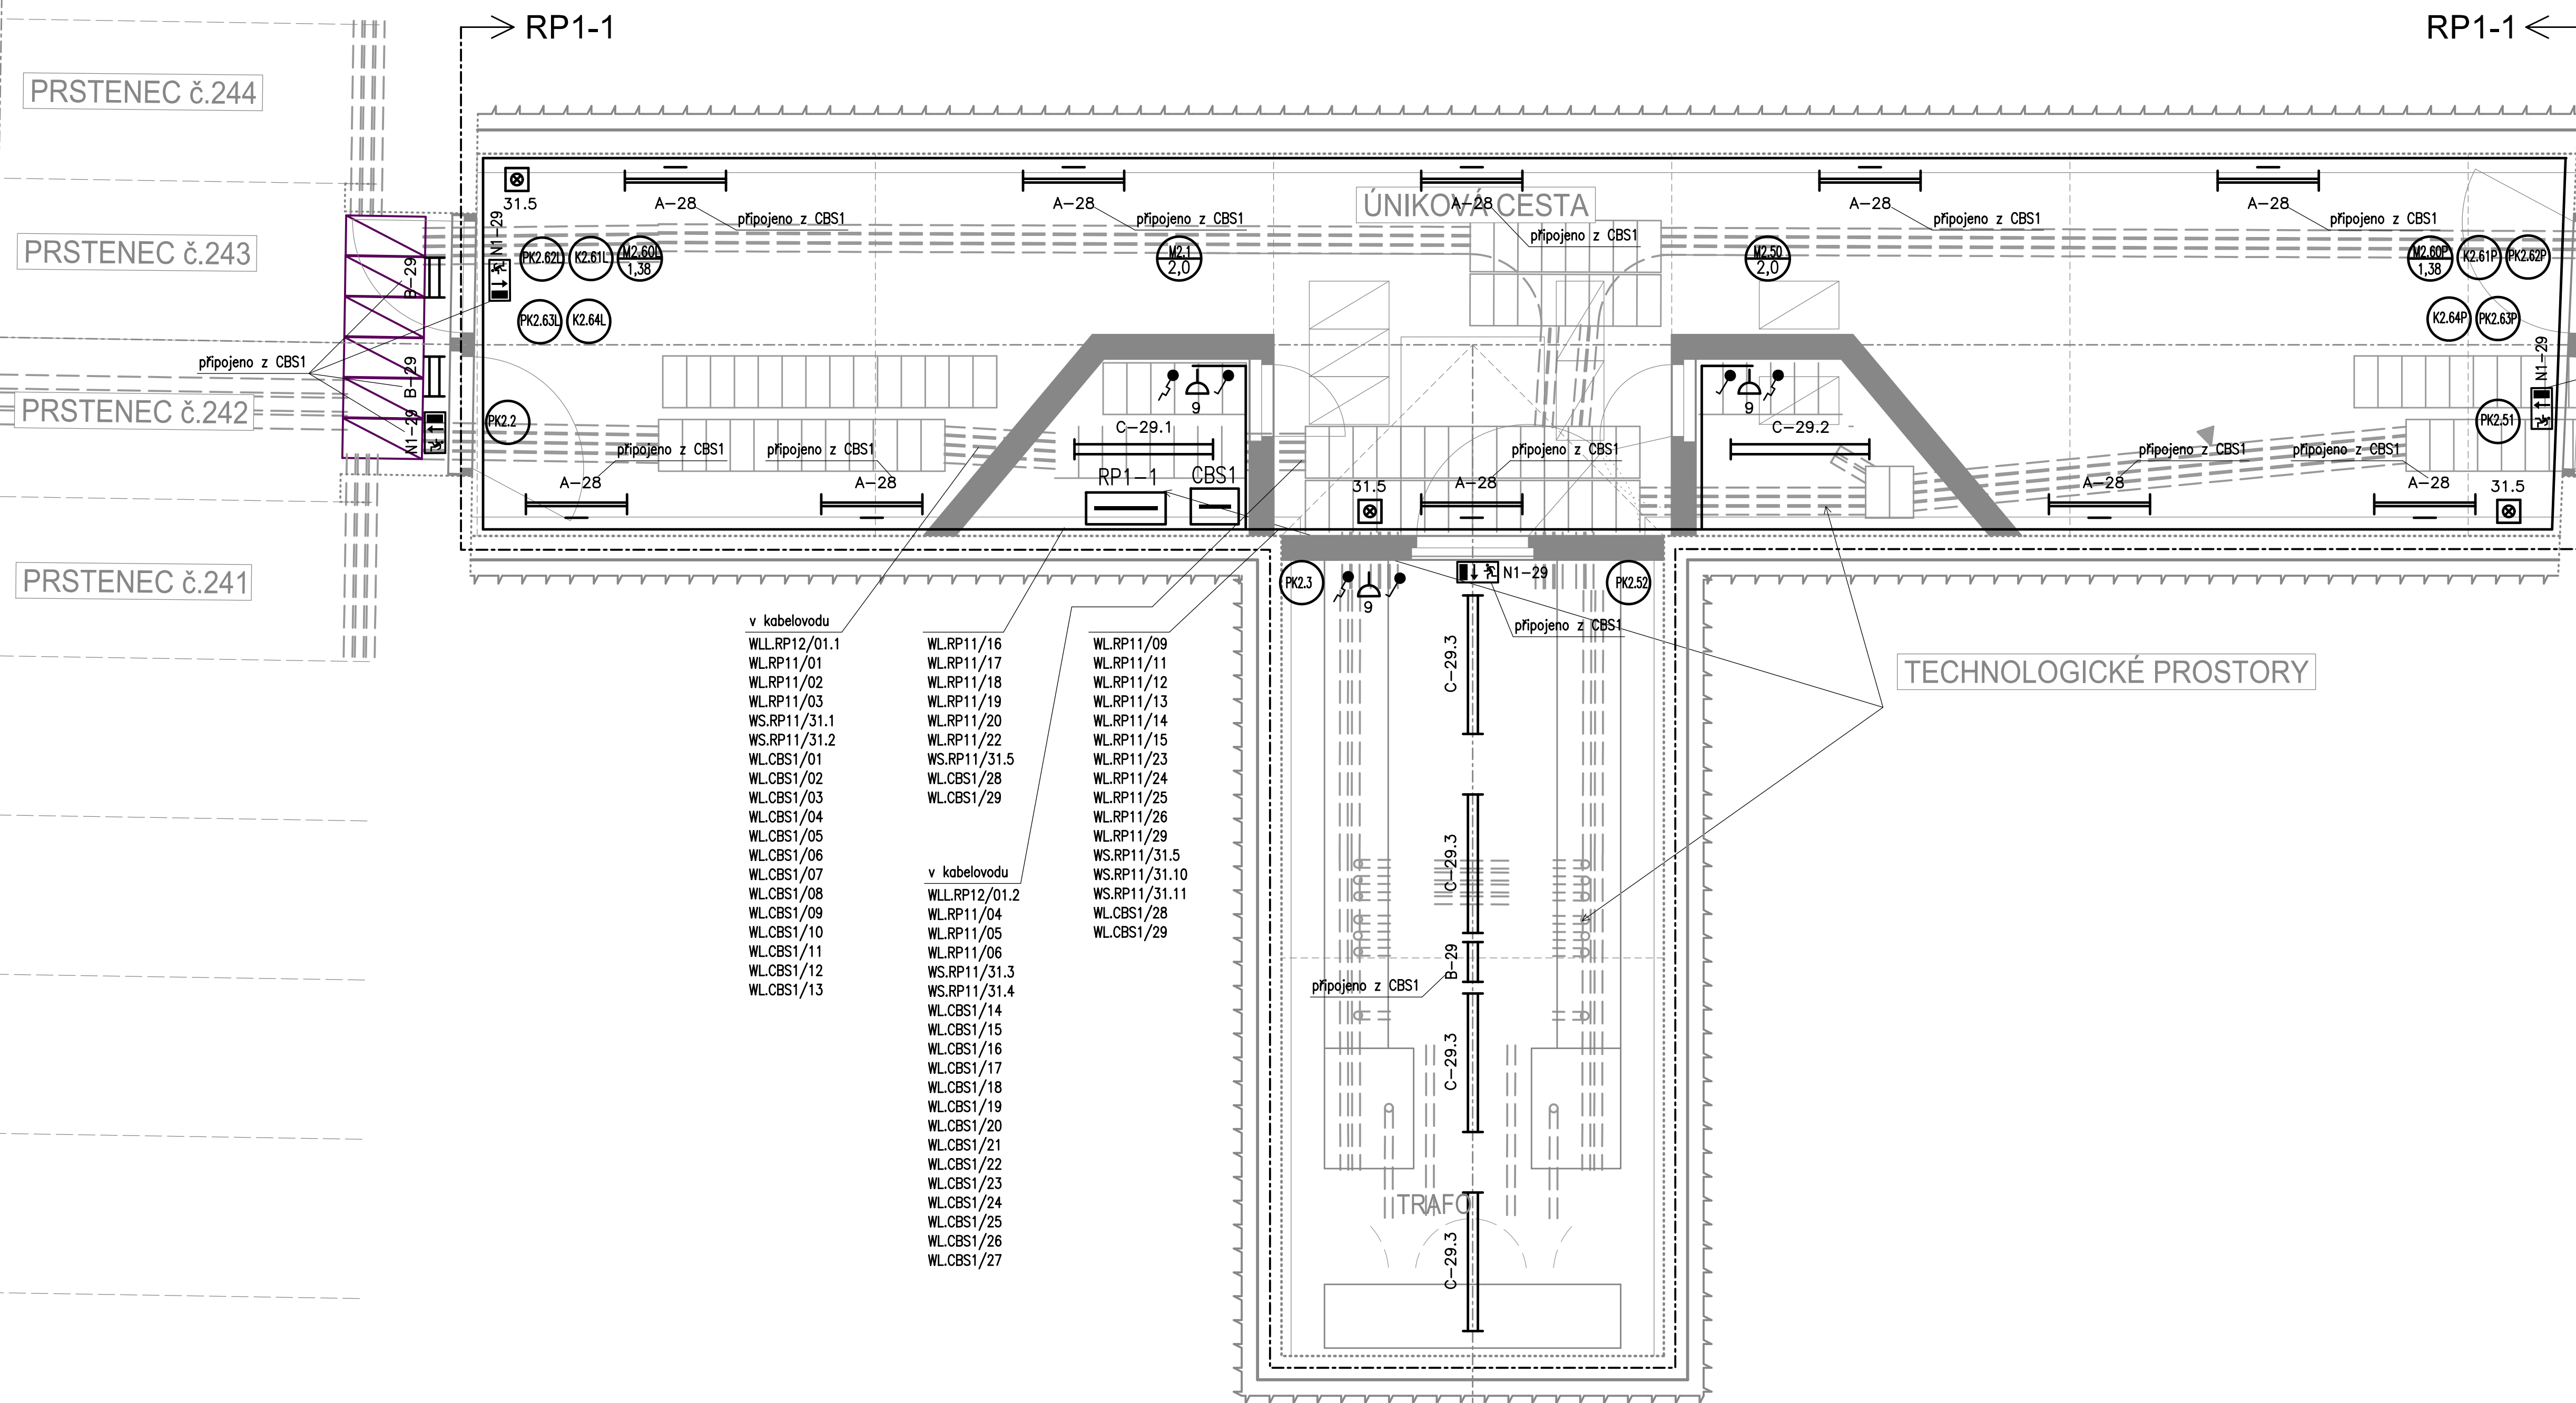 RP1-1
RP1-1
PRSTENEC č.244
PRSTENEC č.243
PRSTENEC č.242
PRSTENEC č.241
31.5
A-28
připojeno z CBS1
A-28
připojeno z CBS1
ÚNIKOVÁ CESTA
A-28
připojeno z CBS1
A-28
připojeno z CBS1
A-28
připojeno z CBS1
N1-29
B-29
PK2.62L
K2.61L
M2.60L
1,38
M2.1
2,0
M2.50
2,0
M2.60P
1,38
K2.61P
PK2.62P
PK2.63L
K2.64L
K2.64P
PK2.63P
připojeno z CBS1
B-29
N1-29
N1-29
PK2.2
9
9
PK2.51
C-29.1
C-29.2
připojeno z CBS1
připojeno z CBS1
připojeno z CBS1
připojeno z CBS1
připojeno z CBS1
A-28
A-28
RP1-1
CBS1
31.5
A-28
A-28
A-28
31.5
PK2.3
9
N1-29
PK2.52
připojeno z CBS1
TECHNOLOGICKÉ PROSTORY
v kabelovodu
WLL.RP12/01.1
WL.RP11/01
WL.RP11/02
WL.RP11/03
WS.RP11/31.1
WS.RP11/31.2
WL.CBS1/01
WL.CBS1/02
WL.CBS1/03
WL.CBS1/04
WL.CBS1/05
WL.CBS1/06
WL.CBS1/07
WL.CBS1/08
WL.CBS1/09
WL.CBS1/10
WL.CBS1/11
WL.CBS1/12
WL.CBS1/13
WL.RP11/16
WL.RP11/17
WL.RP11/18
WL.RP11/19
WL.RP11/20
WL.RP11/22
WS.RP11/31.5
WL.CBS1/28
WL.CBS1/29
v kabelovodu
WLL.RP12/01.2
WL.RP11/04
WL.RP11/05
WL.RP11/06
WS.RP11/31.3
WS.RP11/31.4
WL.CBS1/14
WL.CBS1/15
WL.CBS1/16
WL.CBS1/17
WL.CBS1/18
WL.CBS1/19
WL.CBS1/20
WL.CBS1/21
WL.CBS1/22
WL.CBS1/23
WL.CBS1/24
WL.CBS1/25
WL.CBS1/26
WL.CBS1/27
WL.RP11/09
WL.RP11/11
WL.RP11/12
WL.RP11/13
WL.RP11/14
WL.RP11/15
WL.RP11/23
WL.RP11/24
WL.RP11/25
WL.RP11/26
WL.RP11/29
WS.RP11/31.5
WS.RP11/31.10
WS.RP11/31.11
WL.CBS1/28
WL.CBS1/29
C-29.3
C-29.3
B-29
připojeno z CBS1
C-29.3
TRAFO
C-29.3